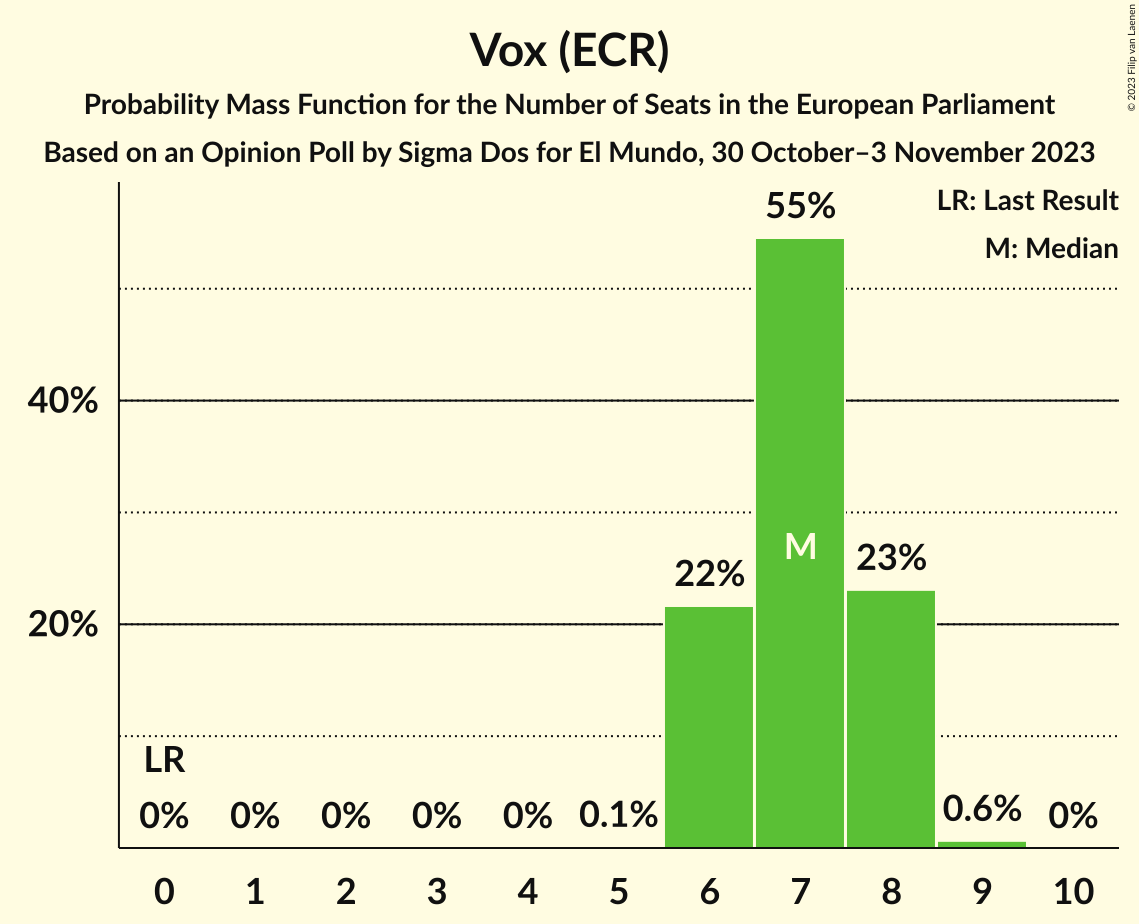 Vox (ECR)
Probability Mass Function for the Number of Seats in the European Parliament
Based on an Opinion Poll by Sigma Dos for El Mundo, 30 October–3 November 2023
© 2023 Filip van Laenen
LR: Last Result
M: Median
55%
40%
M
22%
23%
20%
LR
0%
0%
0%
0%
0%
0.1%
0.6%
0%
0 1 2 3 4 5 6 7 8 9 10